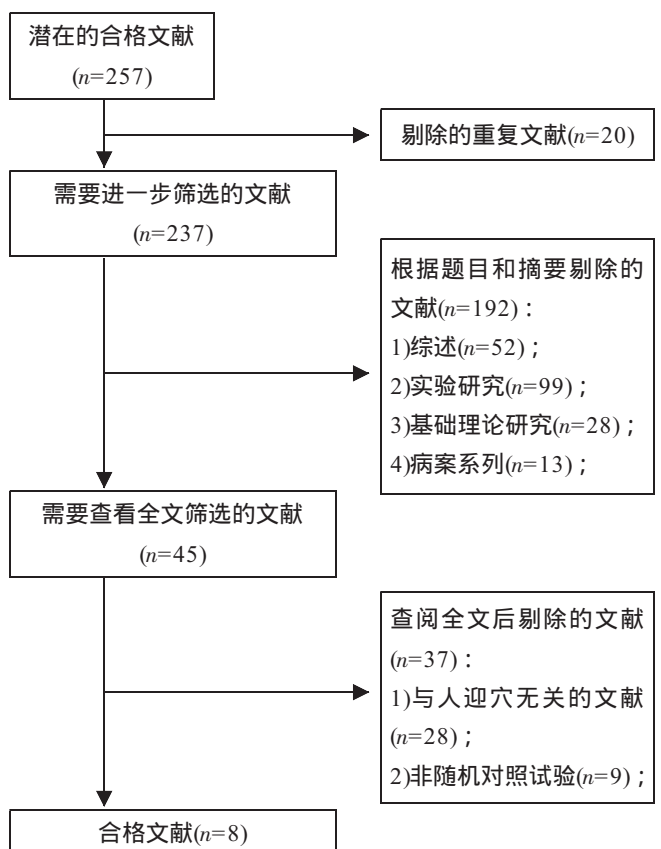 潜在的合格文献
(n=257)
剔除的重复文献(n=20)
需要进一步筛选的文献
(n=237)
根据题目和摘要剔除的
文献(n=192)：
1)综述(n=52)；
2)实验研究(n=99)；
3)基础理论研究(n=28)；
4)病案系列(n=13)；
需要查看全文筛选的文献
(n=45)
查阅全文后剔除的文献
(n=37)：
1)与人迎穴无关的文献
(n=28)；
2)非随机对照试验(n=9)；
合格文献(n=8)